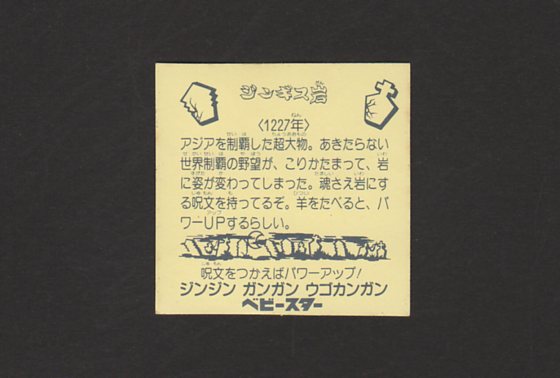 ジンギス岩
〈1227年〉
アジアを制覇した超大物。あきたらない
世界制覇の野望が、こりかたまって、岩
に姿が変わってしまった。魂さえ岩にす
る呪文を持ってるぞ。羊をたべると、パ
ワーUPするらしい。
呪文をつかえばパワーアップ!
ジンジン ガンガン ウゴカンガン
ベビースター